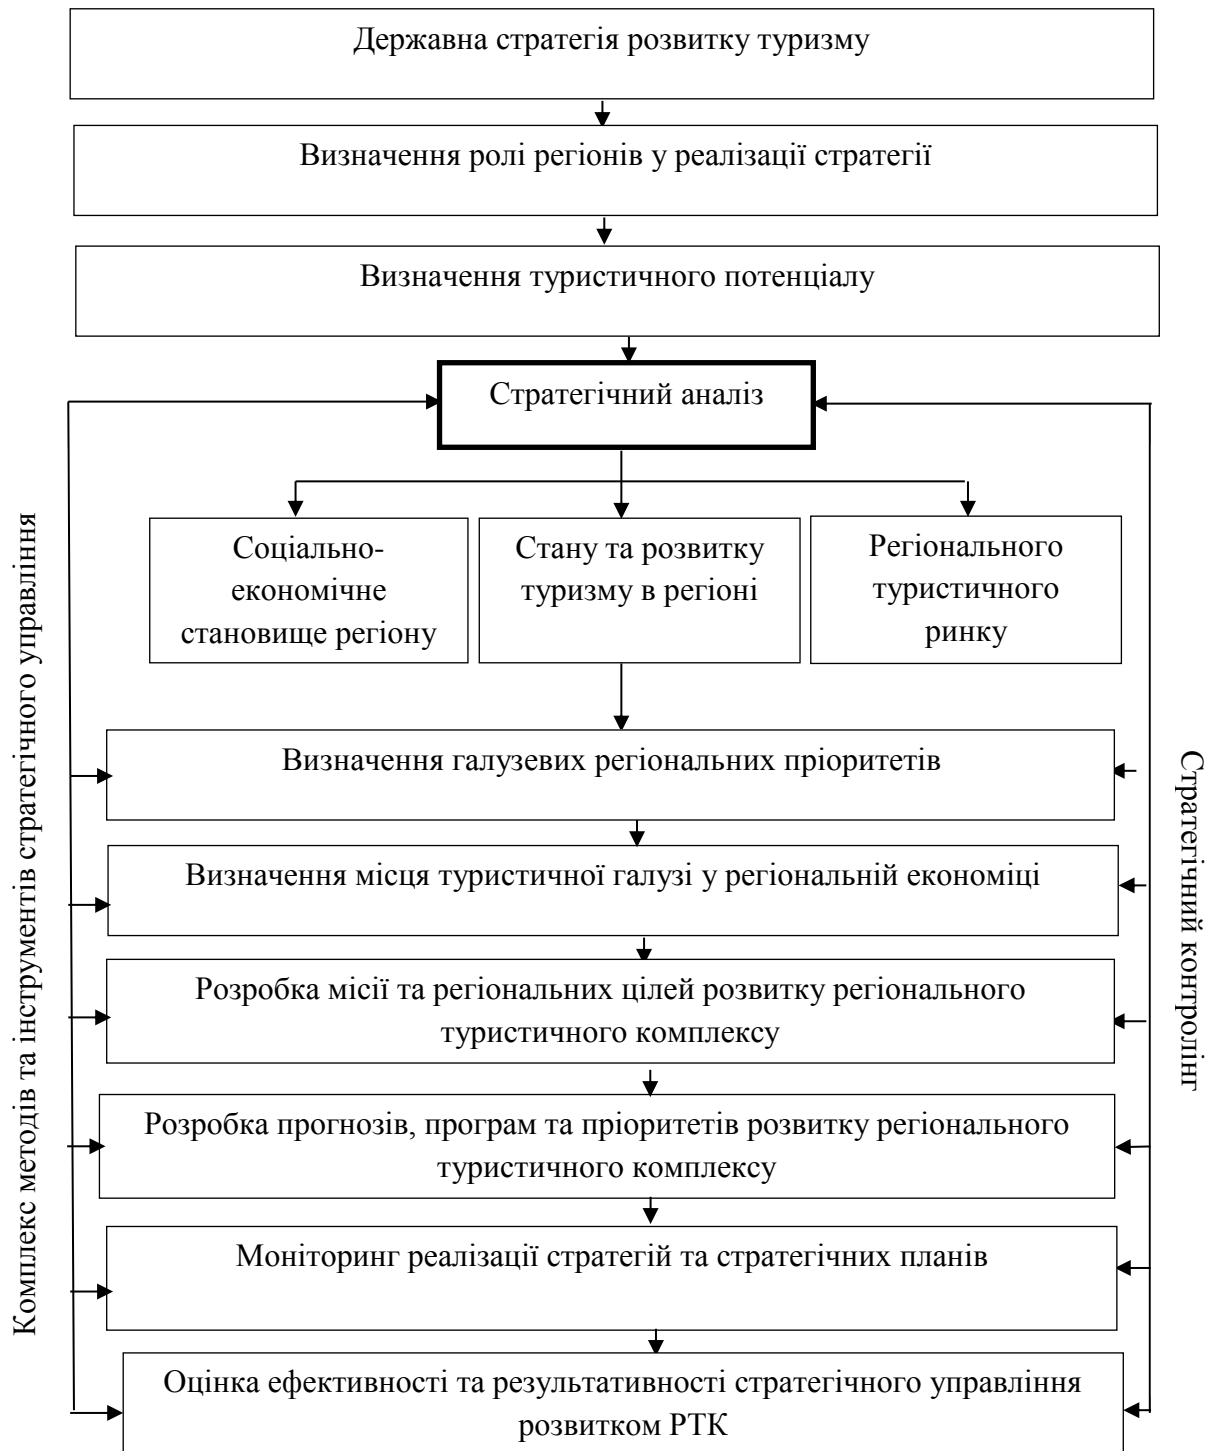 Державна стратегія розвитку туризму
Визначення ролі регіонів у реалізації стратегії
Визначення туристичного потенціалу
Стратегічний аналіз
Соціально-
економічне
становище регіону
Стану та розвитку
туризму в регіоні
Регіонального
туристичного
ринку
Визначення галузевих регіональних пріоритетів
Визначення місця туристичної галузі у регіональній економіці
Розробка місії та регіональних цілей розвитку регіонального
туристичного комплексу
Розробка прогнозів, програм та пріоритетів розвитку регіонального
туристичного комплексу
Моніторинг реалізації стратегій та стратегічних планів
Оцінка ефективності та результативності стратегічного управління
розвитком РТК
Комплекс методів та інструментів стратегічного управління
Стратегічний контролінг